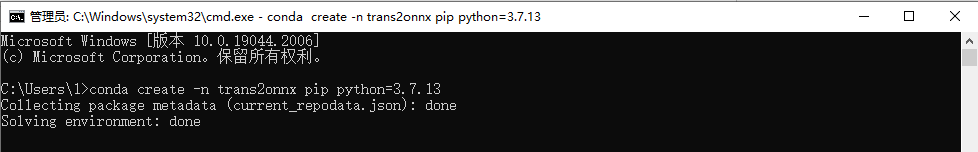 管理员: C:\Windows\system32\cmd.exe - conda  create -n trans2onnx pip python=3.7.13
Microsoft Windows [版本 10.0.19044.2006]
(c) Microsoft Corporation。保留所有权利。
C:\Users\1>conda create -n trans2onnx pip python=3.7.13
Collecting package metadata (current_repodata.json): done
Solving environment: done